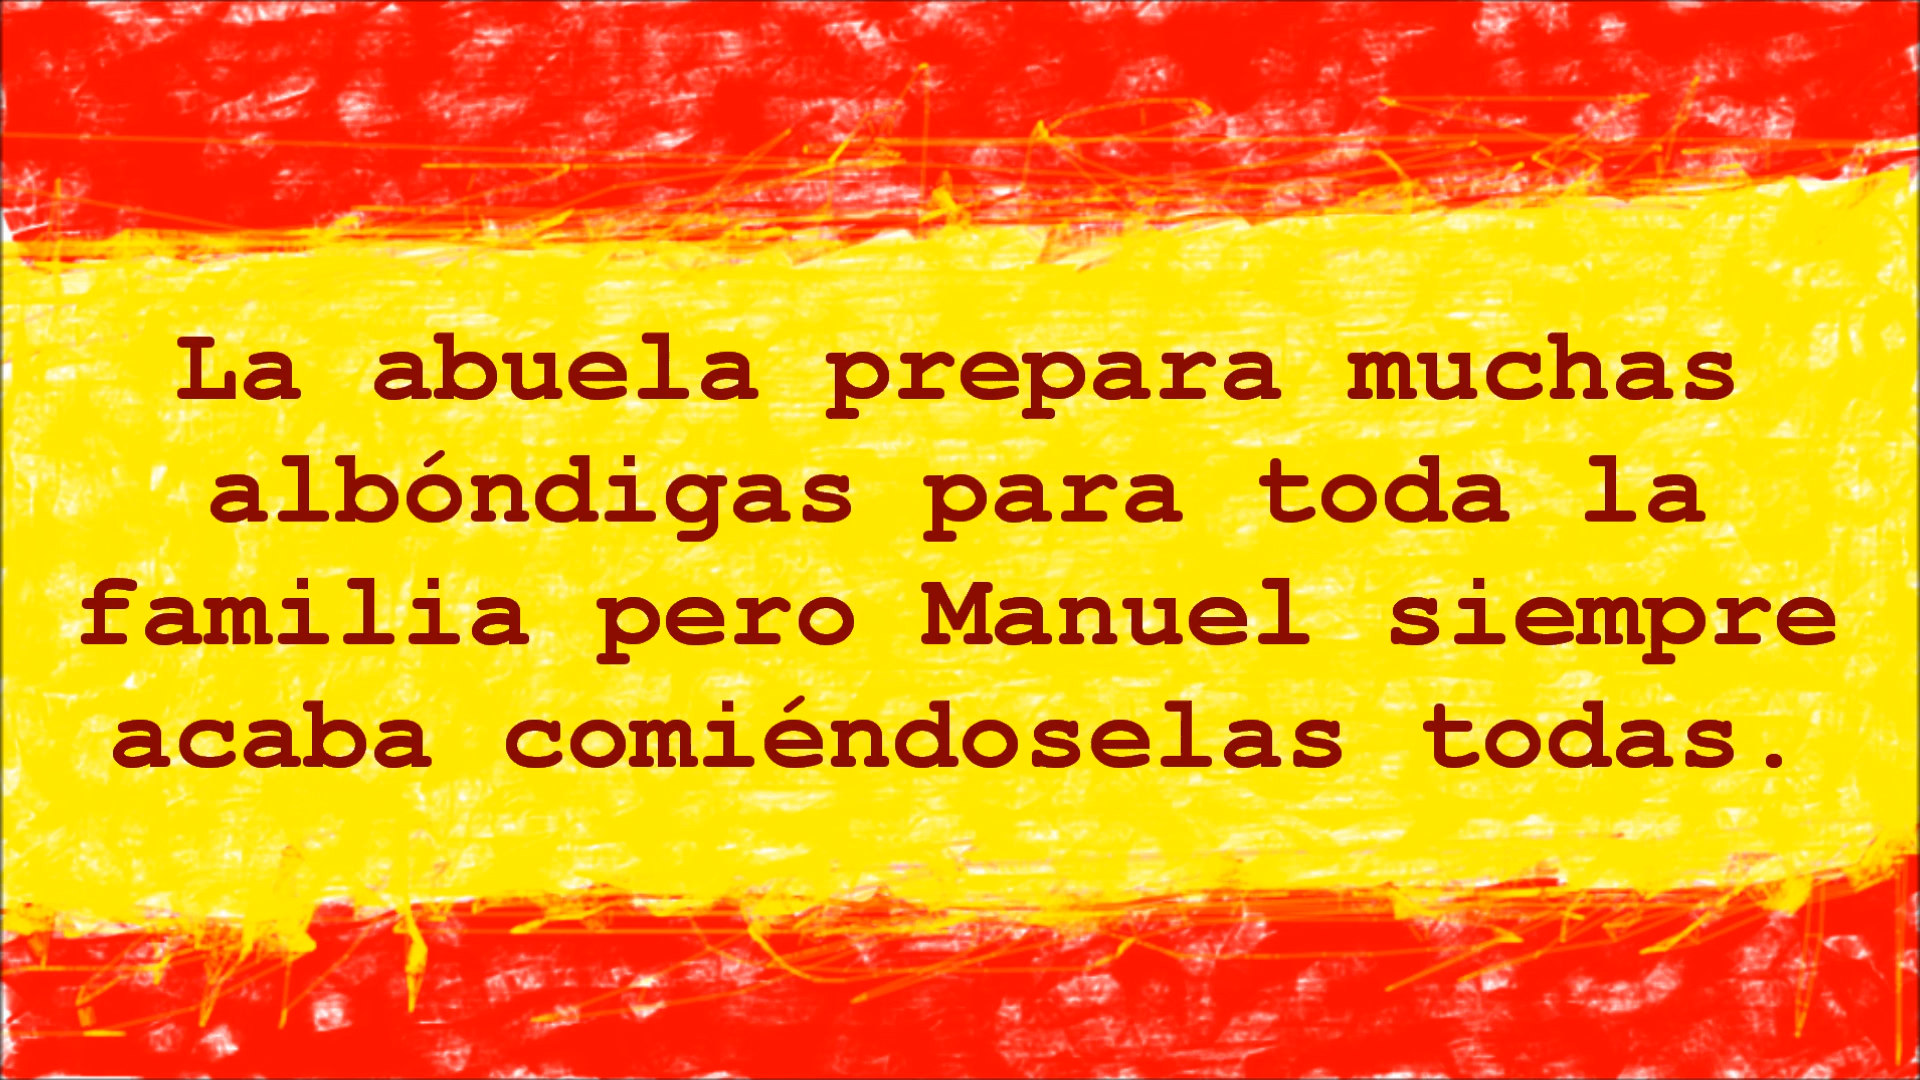 La abuela prepara muchas
albóndigas para toda la
familia pero Manuel siempre
acaba comiéndoselas todas.